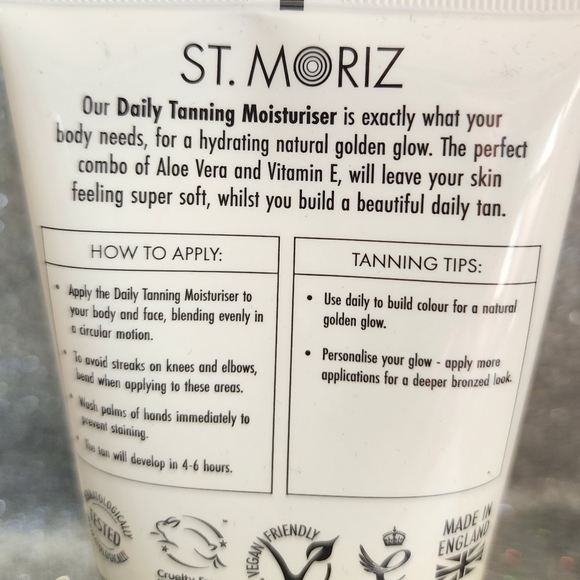 ST. MORIZ
Our Daily Tanning Moisturiser is exactly what your
body needs, for a hydrating natural golden glow. The perfect
combo of Aloe Vera and Vitamin E, will leave your skin
feeling super soft, whilst you build a beautiful daily tan.
HOW TO APPLY:
• Apply the Daily Tanning Moisturiser to
your body and face, blending evenly in
a circular motion.
• To avoid streaks on knees and elbows,
bend when applying to these areas.
• Wash palms of hands immediately to
prevent staining.
• The tan will develop in 4-6 hours.
TANNING TIPS:
• Use daily to build colour for a natural
golden glow.
• Personalise your glow - apply more
applications for a deeper bronzed look.
TESTED
Cruelty
VEGAN FRIENDLY
MADE IN
ENGLAND